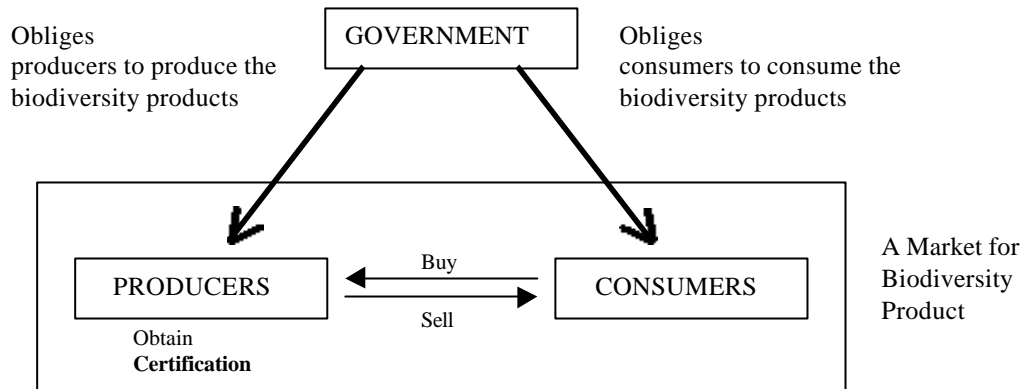 Obliges
producers to produce the
biodiversity products
GOVERNMENT
Obliges
consumers to consume the
biodiversity products
PRODUCERS
Obtain
Certification
Buy
Sell
CONSUMERS
A Market for
Biodiversity
Product